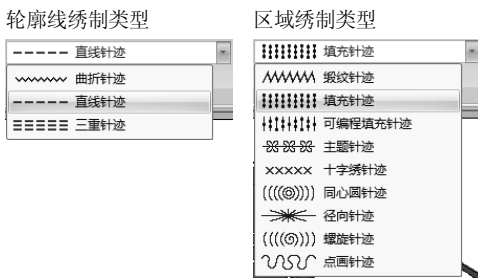 轮廓线绣制类型
直线针迹
曲折针迹
直线针迹
三重针迹
区域绣制类型
填充针迹
缎纹针迹
填充针迹
可编程填充针迹
主题针迹
十字绣针迹
同心圆针迹
径向针迹
螺旋针迹
点画针迹